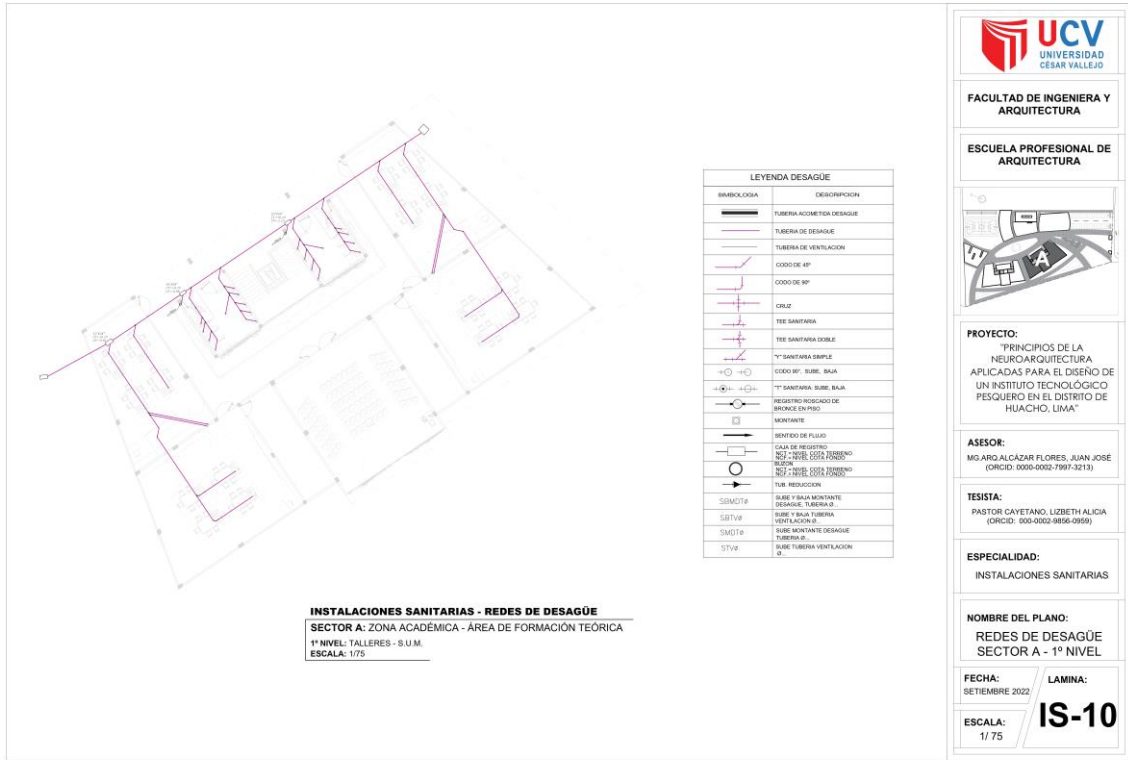 UCV
UNIVERSIDAD
CÉSAR VALLEJO
FACULTAD DE INGENIERA Y
ARQUITECTURA
ESCUELA PROFESIONAL DE
ARQUITECTURA
A
PROYECTO:
"PRINCIPIOS DE LA
NEUROARQUITECTURA
APLICADAS PARA EL DISEÑO DE
UN INSTITUTO TECNOLÓGICO
PESQUERO EN EL DISTRITO DE
HUACHO, LIMA"
ASESOR:
MG.ARQ.ALCÁZAR FLORES, JUAN JOSÉ
(ORCID: 0000-0002-7997-3213)
TESISTA:
PASTOR CAYETANO, LIZBETH ALICIA
(ORCID: 000-0002-9856-0959)
ESPECIALIDAD:
INSTALACIONES SANITARIAS
NOMBRE DEL PLANO:
REDES DE DESAGÜE
SECTOR A - 1º NIVEL
FECHA:
SETIEMBRE 2022
LAMINA:
IS-10
ESCALA:
1/ 75
LEYENDA DESAGÜE
SIMBOLOGIA DESCRIPCION
TUBERIA ACOMETIDA DESAGUE
TUBERIA DE DESAGUE
TUBERIA DE VENTILACION
CODO DE 45º
CODO DE 90º
CRUZ
TEE SANITARIA
TEE SANITARIA DOBLE
"Y" SANITARIA SIMPLE
CODO 90°. SUBE, BAJA
"T" SANITARIA: SUBE, BAJA
REGISTRO ROSCADO DE
BRONCE EN PISO
MONTANTE
SENTIDO DE FLUJO
CAJA DE REGISTRO
NCT = NIVEL COTA TERRENO
NCF = NIVEL COTA FONDO
BUZON
NCT = NIVEL COTA TERRENO
NCF = NIVEL COTA FONDO
TUB. REDUCCION
SBMDTø SUBE Y BAJA MONTANTE
DESAGUE, TUBERIA Ø...
SBTVø SUBE Y BAJA TUBERIA
VENTILACION Ø...
SMDTø SUBE MONTANTE DESAGUE
TUBERIA Ø...
STVø SUBE TUBERIA VENTILACION
Ø...
INSTALACIONES SANITARIAS - REDES DE DESAGÜE
SECTOR A: ZONA ACADÉMICA - ÁREA DE FORMACIÓN TEÓRICA
1º NIVEL: TALLERES - S.U.M.
ESCALA: 1/75